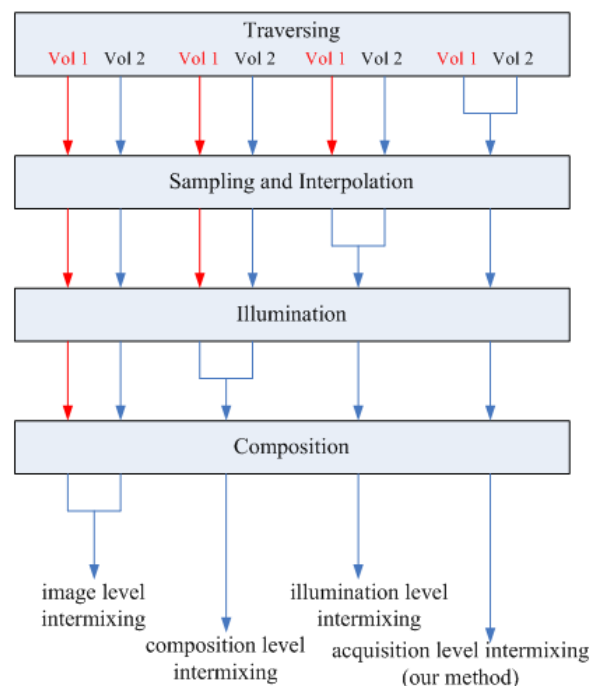 Traversing
Vol 1 Vol 2 Vol 1 Vol 2 Vol 1 Vol 2 Vol 1 Vol 2
Sampling and Interpolation
Illumination
Composition
image level
intermixing
composition level
intermixing
illumination level
intermixing
acquisition level intermixing
(our method)